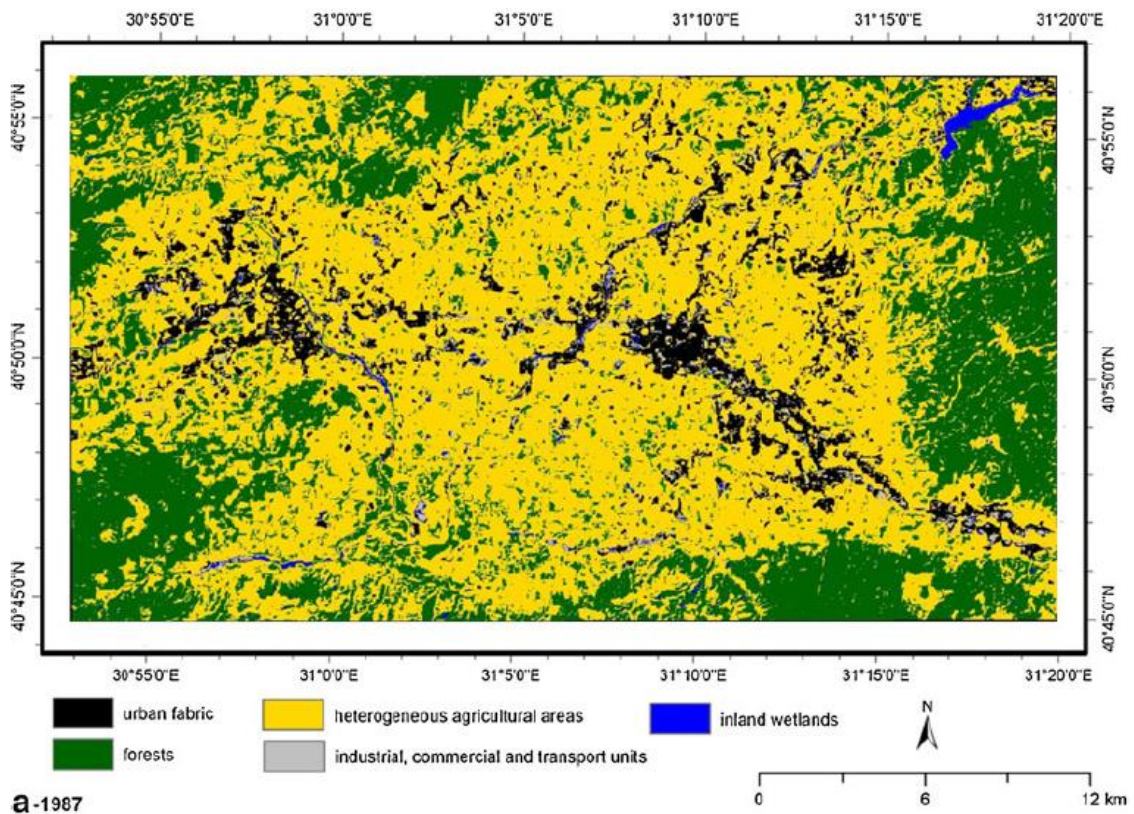 30°55'0"E 31°0'0"E 31°5'0"E 31°10'0"E 31°15'0"E 31°20'0"E
40°55'0"N
40°55'0"N
40°50'0"N
40°50'0"N
40°45'0"N
40°45'0"N
30°55'0"E 31°0'0"E 31°5'0"E 31°10'0"E 31°15'0"E 31°20'0"E
urban fabric heterogeneous agricultural areas inland wetlands N
forests industrial, commercial and transport units
a-1987 0 6 12 km